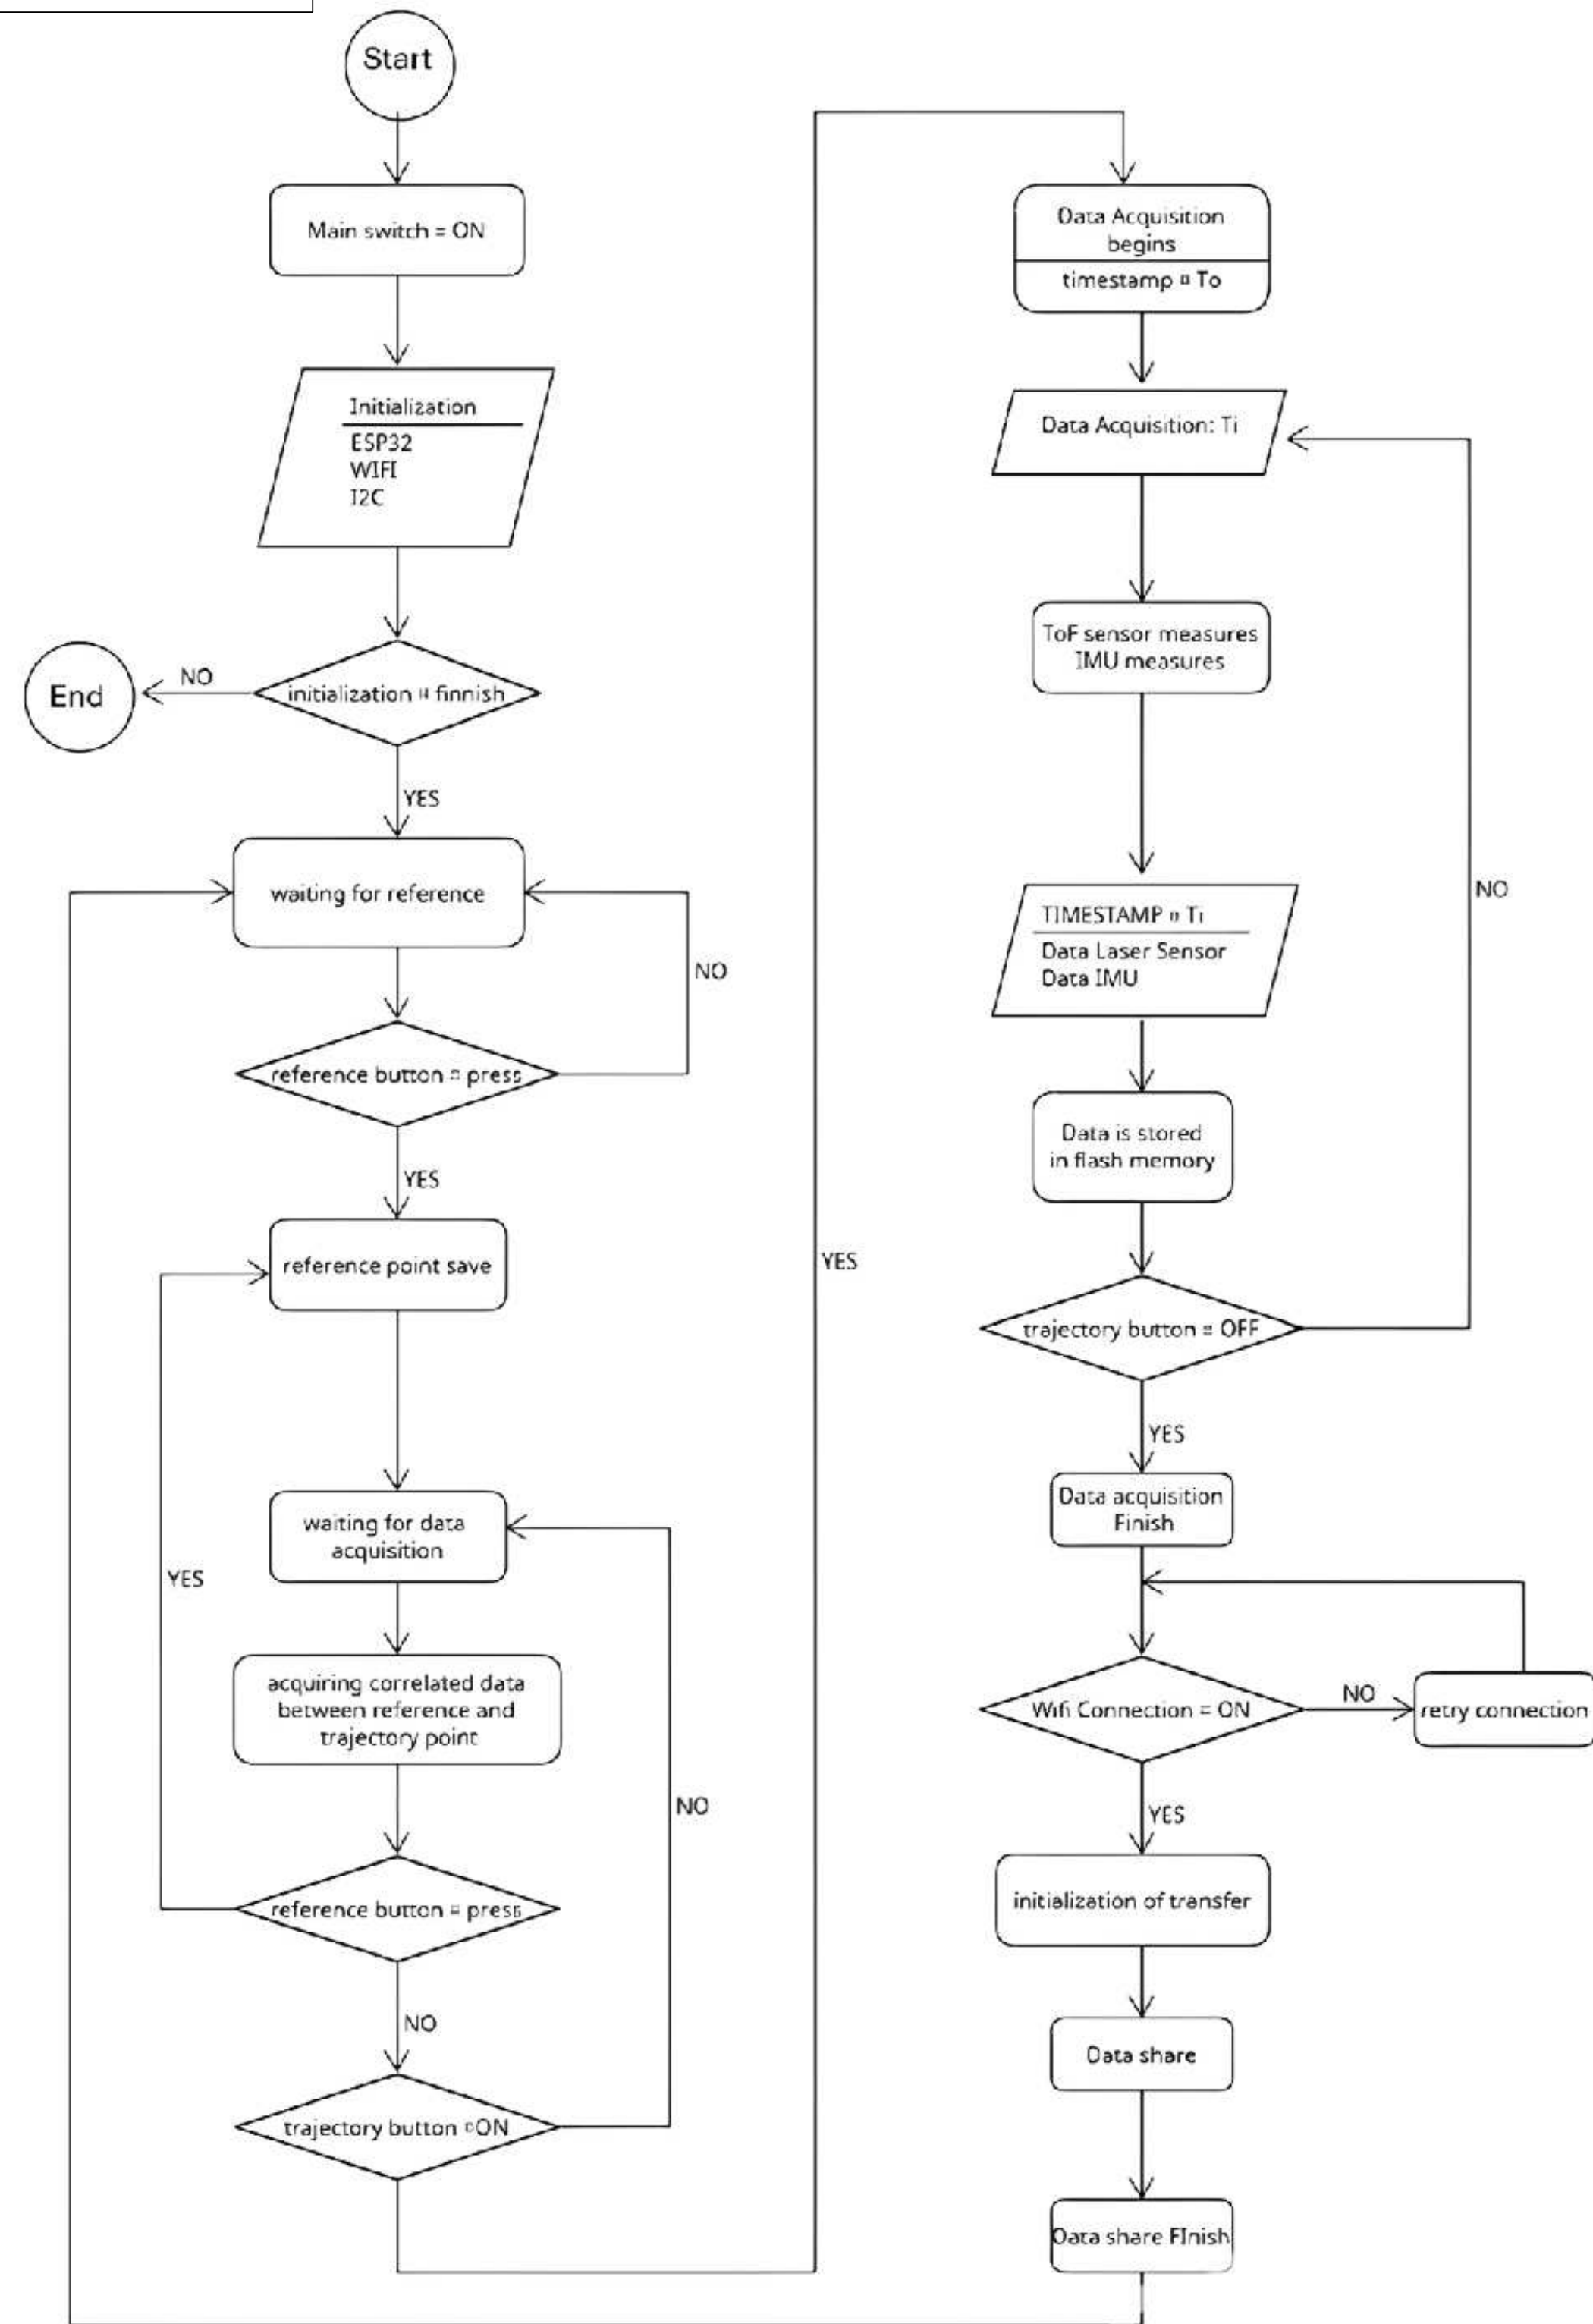 Start
Main switch = ON
Initialization
ESP32
WIFI
I2C
initialization = finnish
NO
End
YES
waiting for reference
NO
reference button = press
YES
reference point save
waiting for data
acquisition
YES
acquiring correlated data
between reference and
trajectory point
NO
reference button = press
NO
trajectory button =ON
YES
Data Acquisition
begins
timestamp = To
Data Acquisition: Ti
ToF sensor measures
IMU measures
NO
TIMESTAMP = Ti
Data Laser Sensor
Data IMU
Data is stored
in flash memory
trajectory button = OFF
YES
Data acquisition
Finish
Wifi Connection = ON
NO
retry connection
YES
initialization of transfer
Data share
Data share FInish